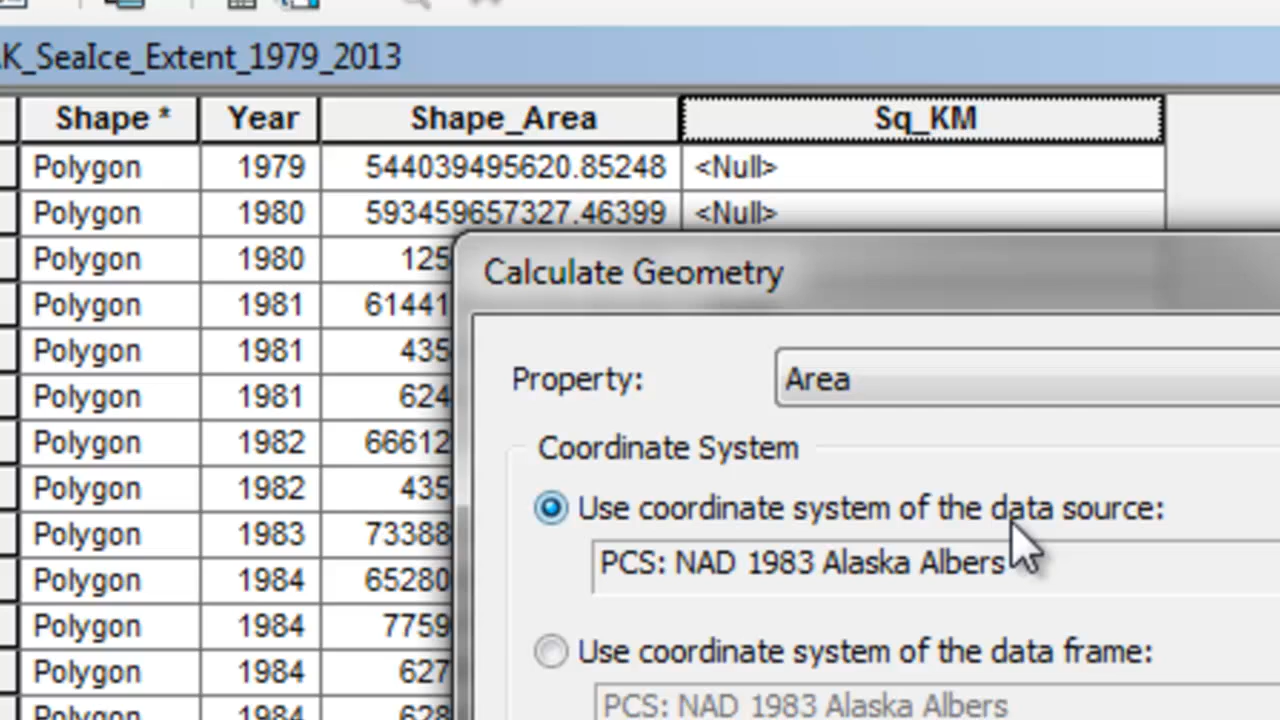 K_SeaIce_Extent_1979_2013
Shape * Year Shape_Area Sq_KM
Polygon 1979 544039495620.85248 <Null>
Polygon 1980 593459657327.46399 <Null>
Polygon 1980 125
Calculate Geometry
Polygon 1981 61441
Polygon 1981 435
Property: Area
Polygon 1981 624
Polygon 1982 66612
Coordinate System
Polygon 1982 435
Use coordinate system of the data source:
Polygon 1983 73388
PCS: NAD 1983 Alaska Albers
Polygon 1984 65280
Polygon 1984 7759
Use coordinate system of the data frame:
Polygon 1984 627
PCS: NAD 1983 Alaska Albers
Polygon 1984 628